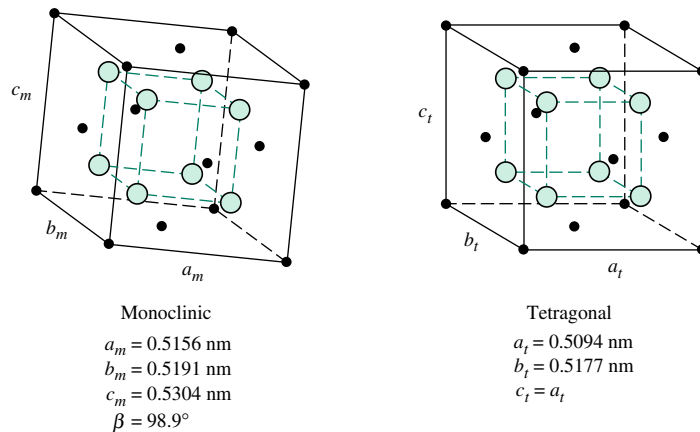 c_m
b_m
a_m
c_t
b_t
a_t
Monoclinic
a_m = 0.5156 nm
b_m = 0.5191 nm
c_m = 0.5304 nm
β = 98.9°
Tetragonal
a_t = 0.5094 nm
b_t = 0.5177 nm
c_t = a_t